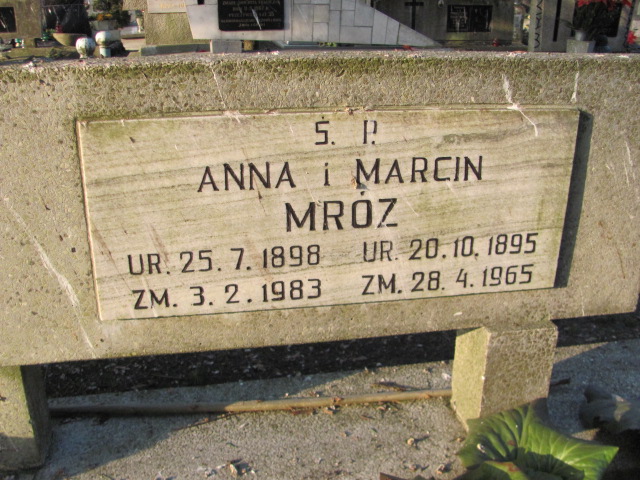 Ś. P.
ANNA i MARCIN
MRÓZ
UR. 25. 7. 1898 UR. 20. 10. 1895
ZM. 3. 2. 1983 ZM. 28. 4. 1965